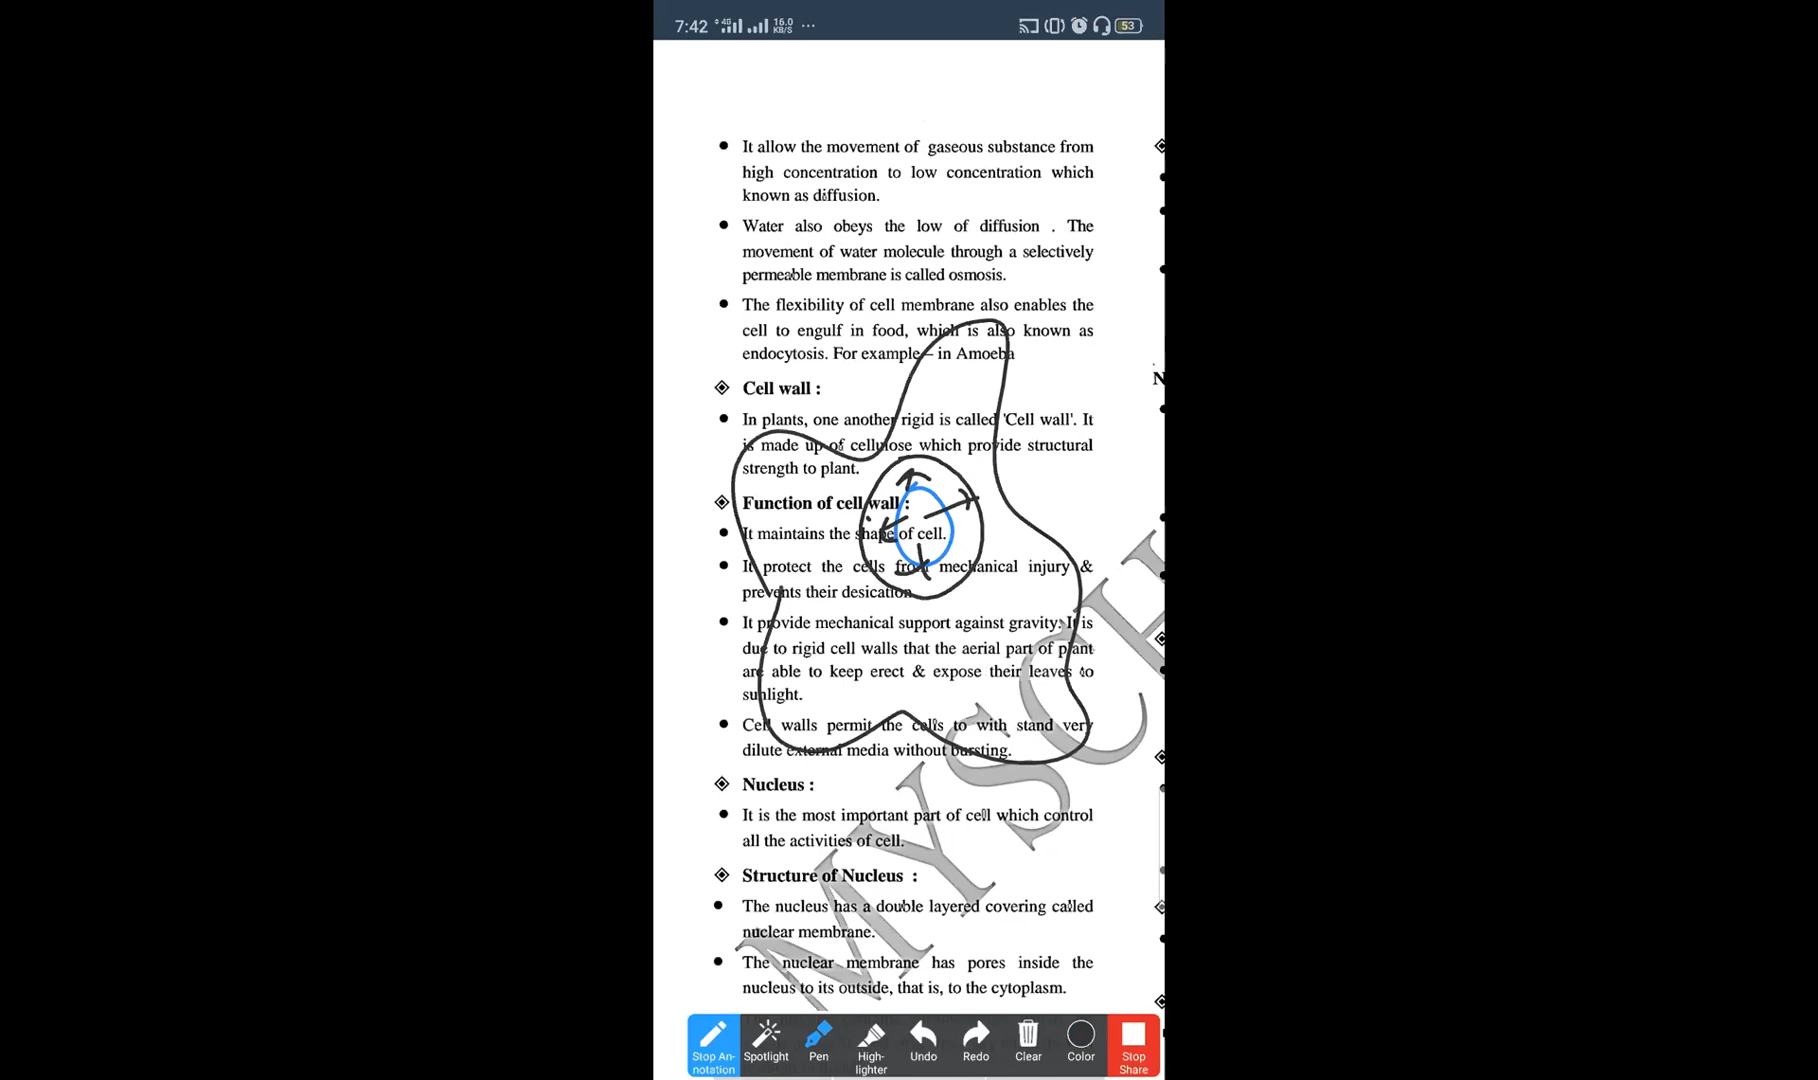 7:42 4G 16.0 KB/S ... 53
It allow the movement of gaseous substance from
high concentration to low concentration which
known as diffusion.
Water also obeys the low of diffusion . The
movement of water molecule through a selectively
permeable membrane is called osmosis.
The flexibility of cell membrane also enables the
cell to engulf in food, which is also known as
endocytosis. For example – in Amoeba
Cell wall :
In plants, one another rigid is called 'Cell wall'. It
is made up of cellulose which provide structural
strength to plant.
Function of cell wall :
It maintains the shape of cell.
It protect the cells from mechanical injury &
prevents their desication.
It provide mechanical support against gravity. It is
due to rigid cell walls that the aerial part of plant
are able to keep erect & expose their leaves to
sunlight.
Cell walls permit the cells to with stand very
dilute external media without bursting.
Nucleus :
It is the most important part of cell which control
all the activities of cell.
Structure of Nucleus :
The nucleus has a double layered covering called
nuclear membrane.
The nuclear membrane has pores inside the
nucleus to its outside, that is, to the cytoplasm.
N
MYSCH
Stop An-
notation
Spotlight
Pen
High-
lighter
Undo
Redo
Clear
Color
Stop
Share